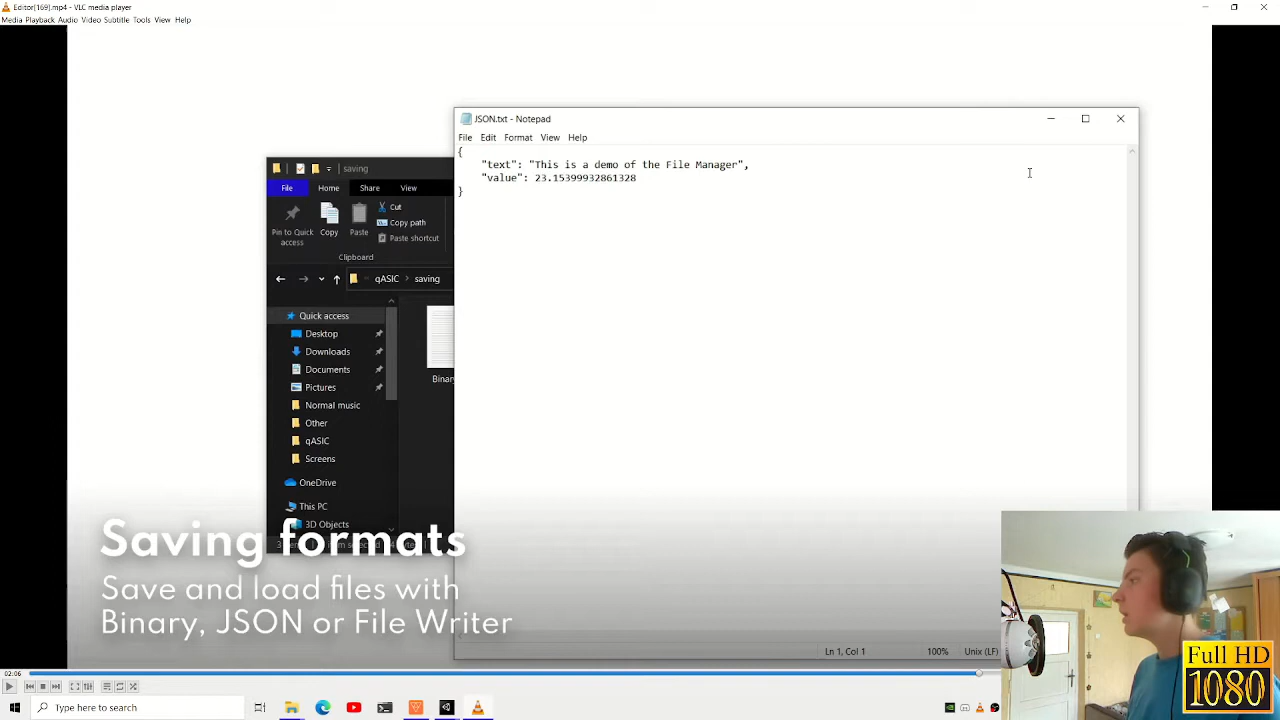 Editor[169].mp4 - VLC media player
Media Playback Audio Video Subtitle Tools View Help
JSON.txt - Notepad
File Edit Format View Help
{
"text": "This is a demo of the File Manager",
"value": 23.15399932861328
}
saving
File Home Share View
Pin to Quick access
Copy
Paste
Cut
Copy path
Paste shortcut
Clipboard
qASIC > saving
Quick access
Desktop
Downloads
Documents
Pictures
Normal music
Other
qASIC
Screens
OneDrive
This PC
3D Objects
Binary
Saving formats
Save and load files with
Binary, JSON or File Writer
Ln 1, Col 1
100%
Unix (LF)
Full HD
1080
02:06
Type here to search